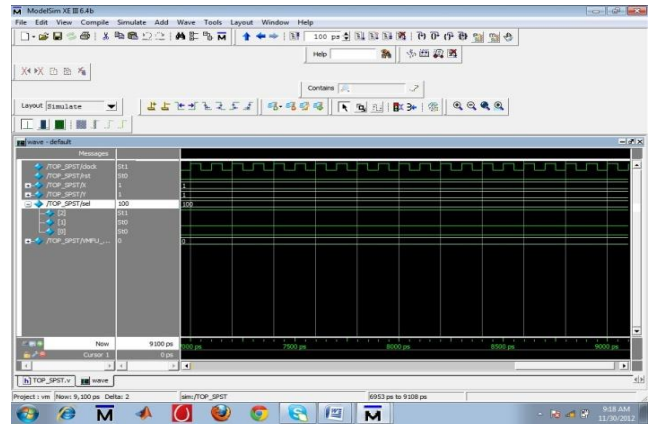 ModelSim XE III 6.4b
File Edit View Compile Simulate Add Wave Tools Layout Window Help
100 ps
Help
Contains
Layout Simulate
wave - default
Messages
/TOP_SPST/clock St1
/TOP_SPST/rst St0
/TOP_SPST/X 1 1
/TOP_SPST/Y 1 1
/TOP_SPST/sel 100 100
[2] St1
[1] St0
[0] St0
/TOP_SPST/VMFU_... 0 0
Now 9100 ps 7500 ps 8000 ps 8500 ps 9000 ps
Cursor 1 0 ps
TOP_SPST.v wave
Project : vm Now: 9,100 ps Delta: 2 sim:/TOP_SPST 6953 ps to 9108 ps
9:18 AM
11/30/2012